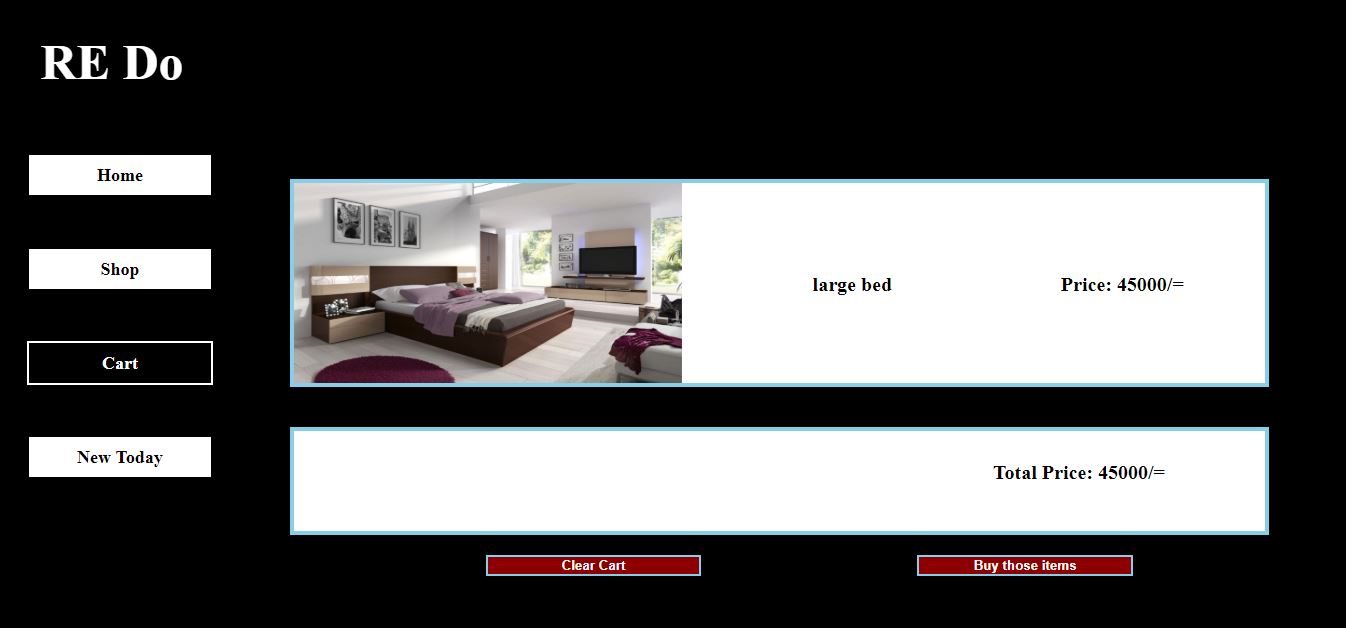 RE Do
Home
Shop
Cart
New Today
large bed
Price: 45000/=
Total Price: 45000/=
Clear Cart
Buy those items